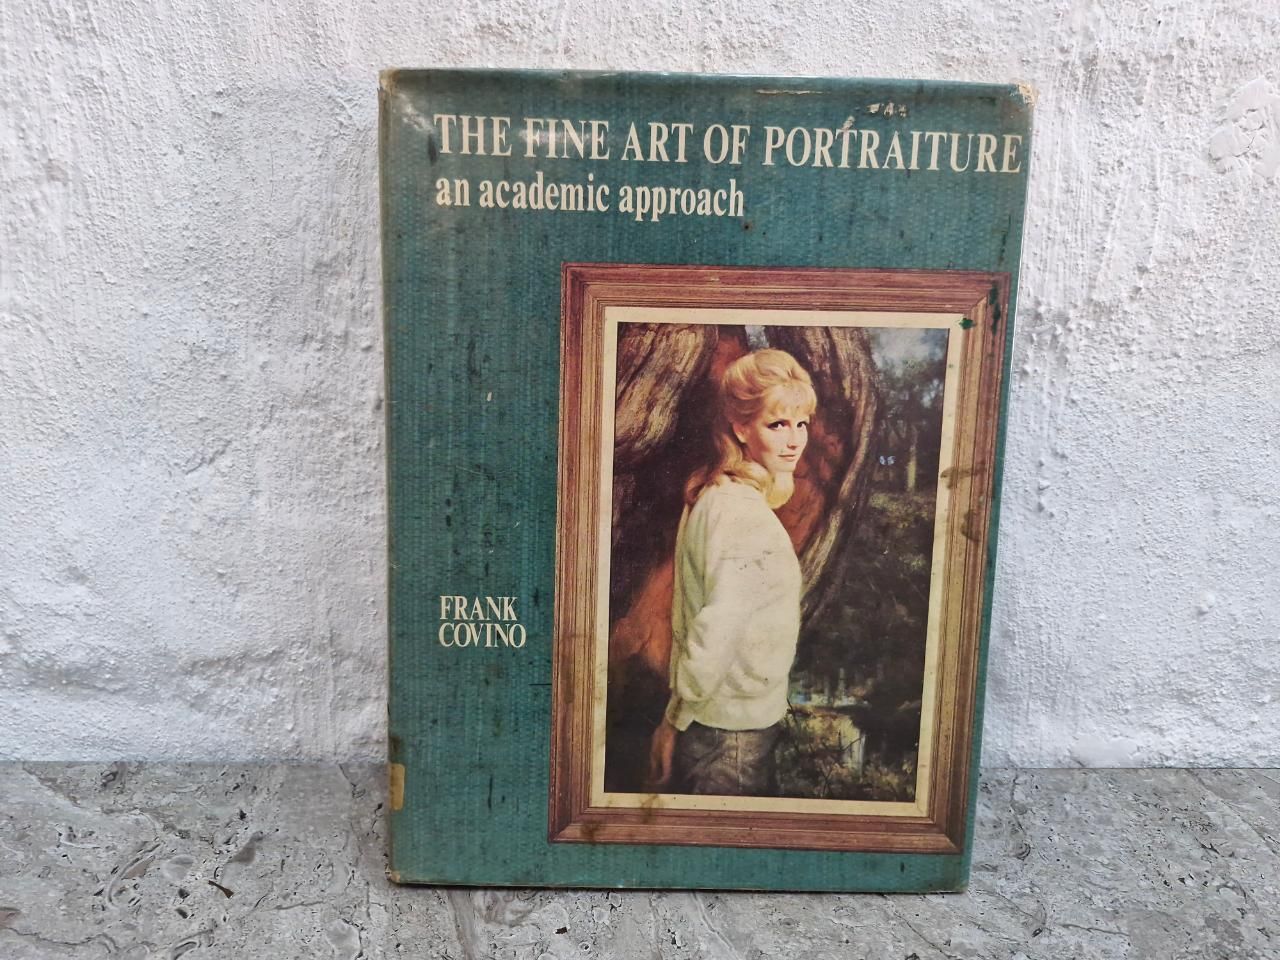 THE FINE ART OF PORTRAITURE
an academic approach
FRANK
COVINO